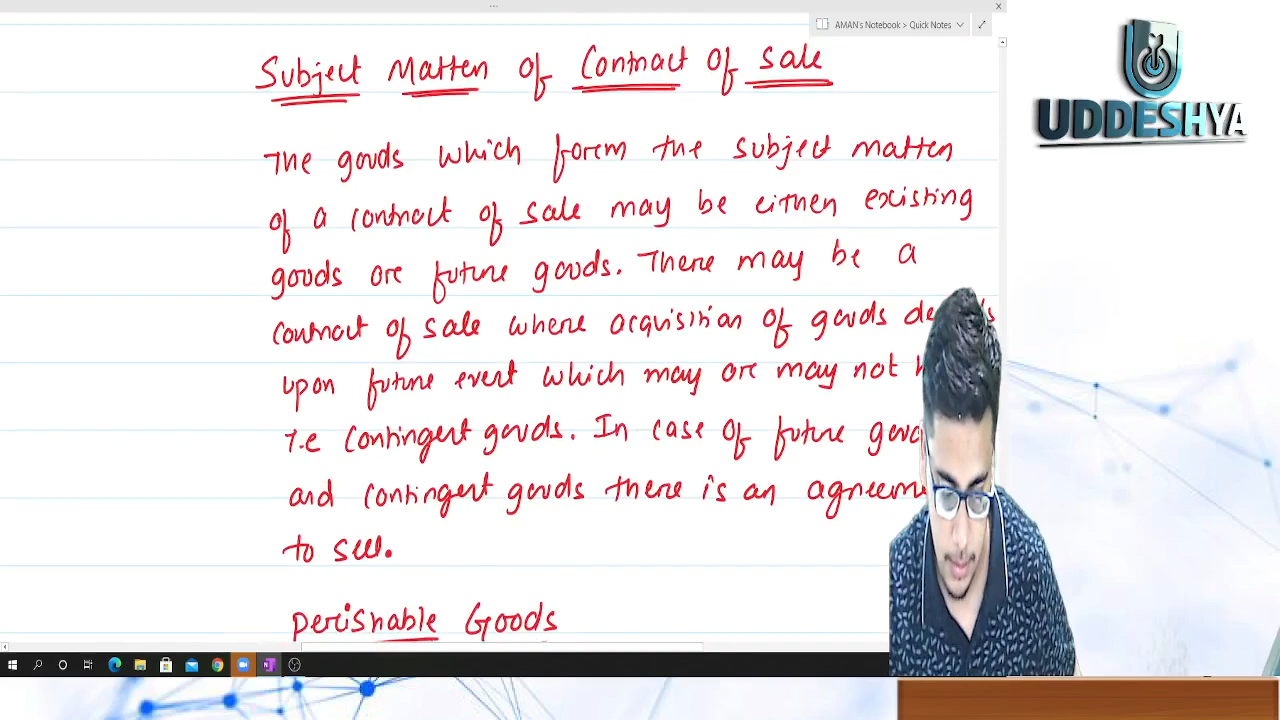 AMAN's Notebook > Quick Notes
UDDESHYA
Subject Matter of Contract of Sale
The goods which form the subject matter
of a contract of sale may be either existing
goods or future goods. There may be a
contract of sale where acquisition of goods
upon future event which may or may not
i.e contingent goods. In case of future
and contingent goods there is an
to sell.
Perishable Goods